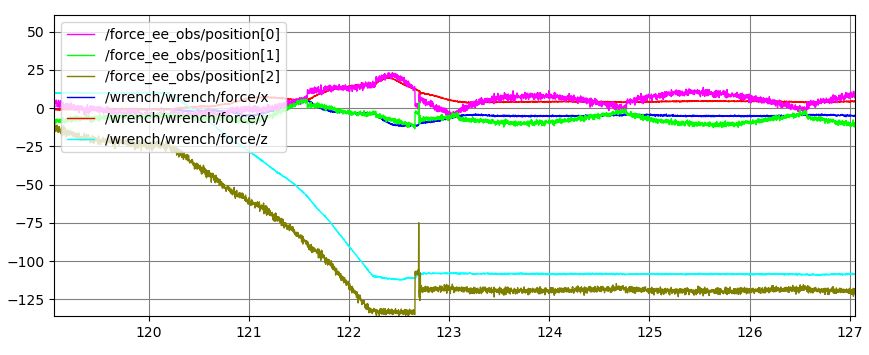 50
25
0
−25
−50
−75
−100
−125
/force_ee_obs/position[0]
/force_ee_obs/position[1]
/force_ee_obs/position[2]
/wrench/wrench/force/x
/wrench/wrench/force/y
/wrench/wrench/force/z
120 121 122 123 124 125 126 127